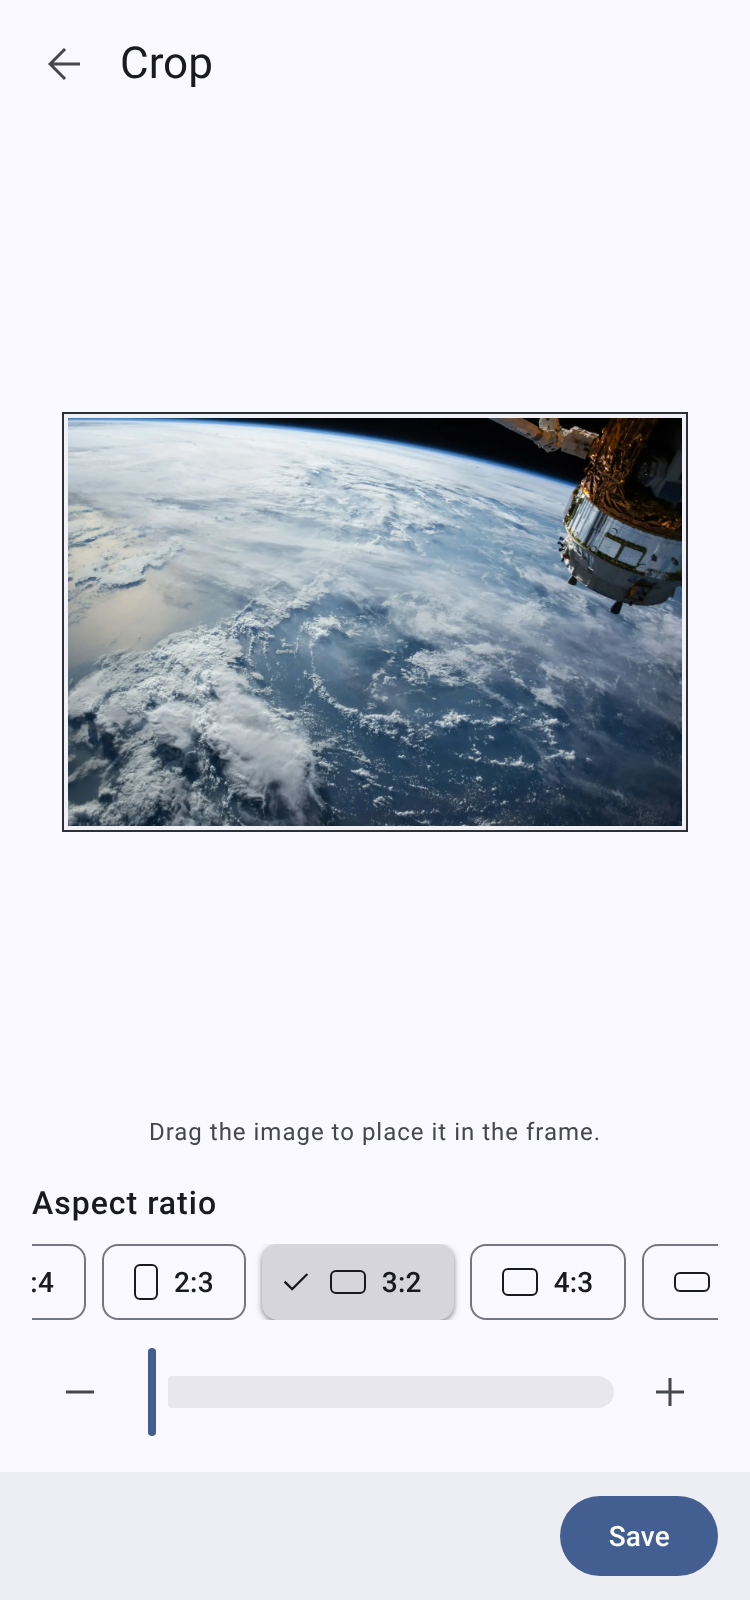 Crop
Drag the image to place it in the frame.
Aspect ratio
:4
2:3
3:2
4:3
Save